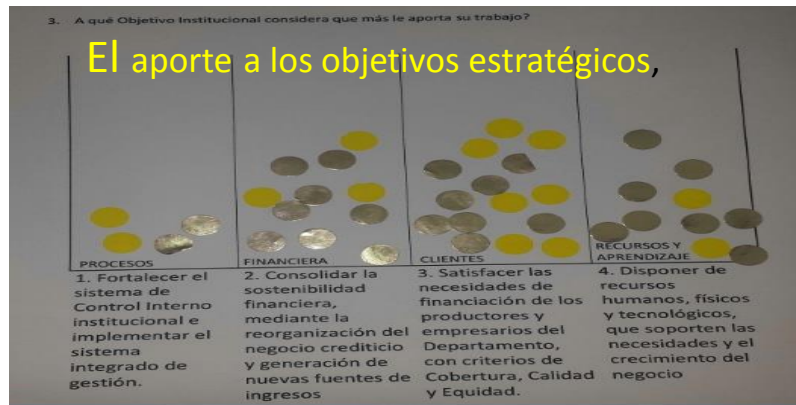 3. A qué Objetivo Institucional considera que más le aporta su trabajo?
El aporte a los objetivos estratégicos,
PROCESOS
1. Fortalecer el
sistema de
Control Interno
institucional e
implementar el
sistema
integrado de
gestión.
FINANCIERA
2. Consolidar la
sostenibilidad
financiera,
mediante la
reorganización del
negocio crediticio
y generación de
nuevas fuentes de
ingresos
CLIENTES
3. Satisfacer las
necesidades de
financiación de los
productores y
empresarios del
Departamento,
con criterios de
Cobertura, Calidad
y Equidad.
RECURSOS Y
APRENDIZAJE
4. Disponer de
recursos
humanos, físicos
y tecnológicos,
que soporten las
necesidades y el
crecimiento del
negocio